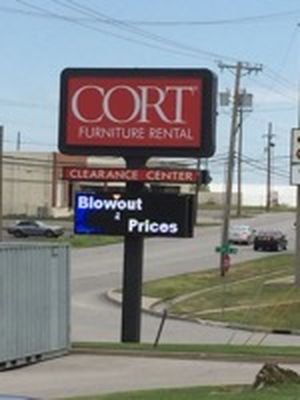 CORT
FURNITURE RENTAL
CLEARANCE CENTER
Blowout
Prices